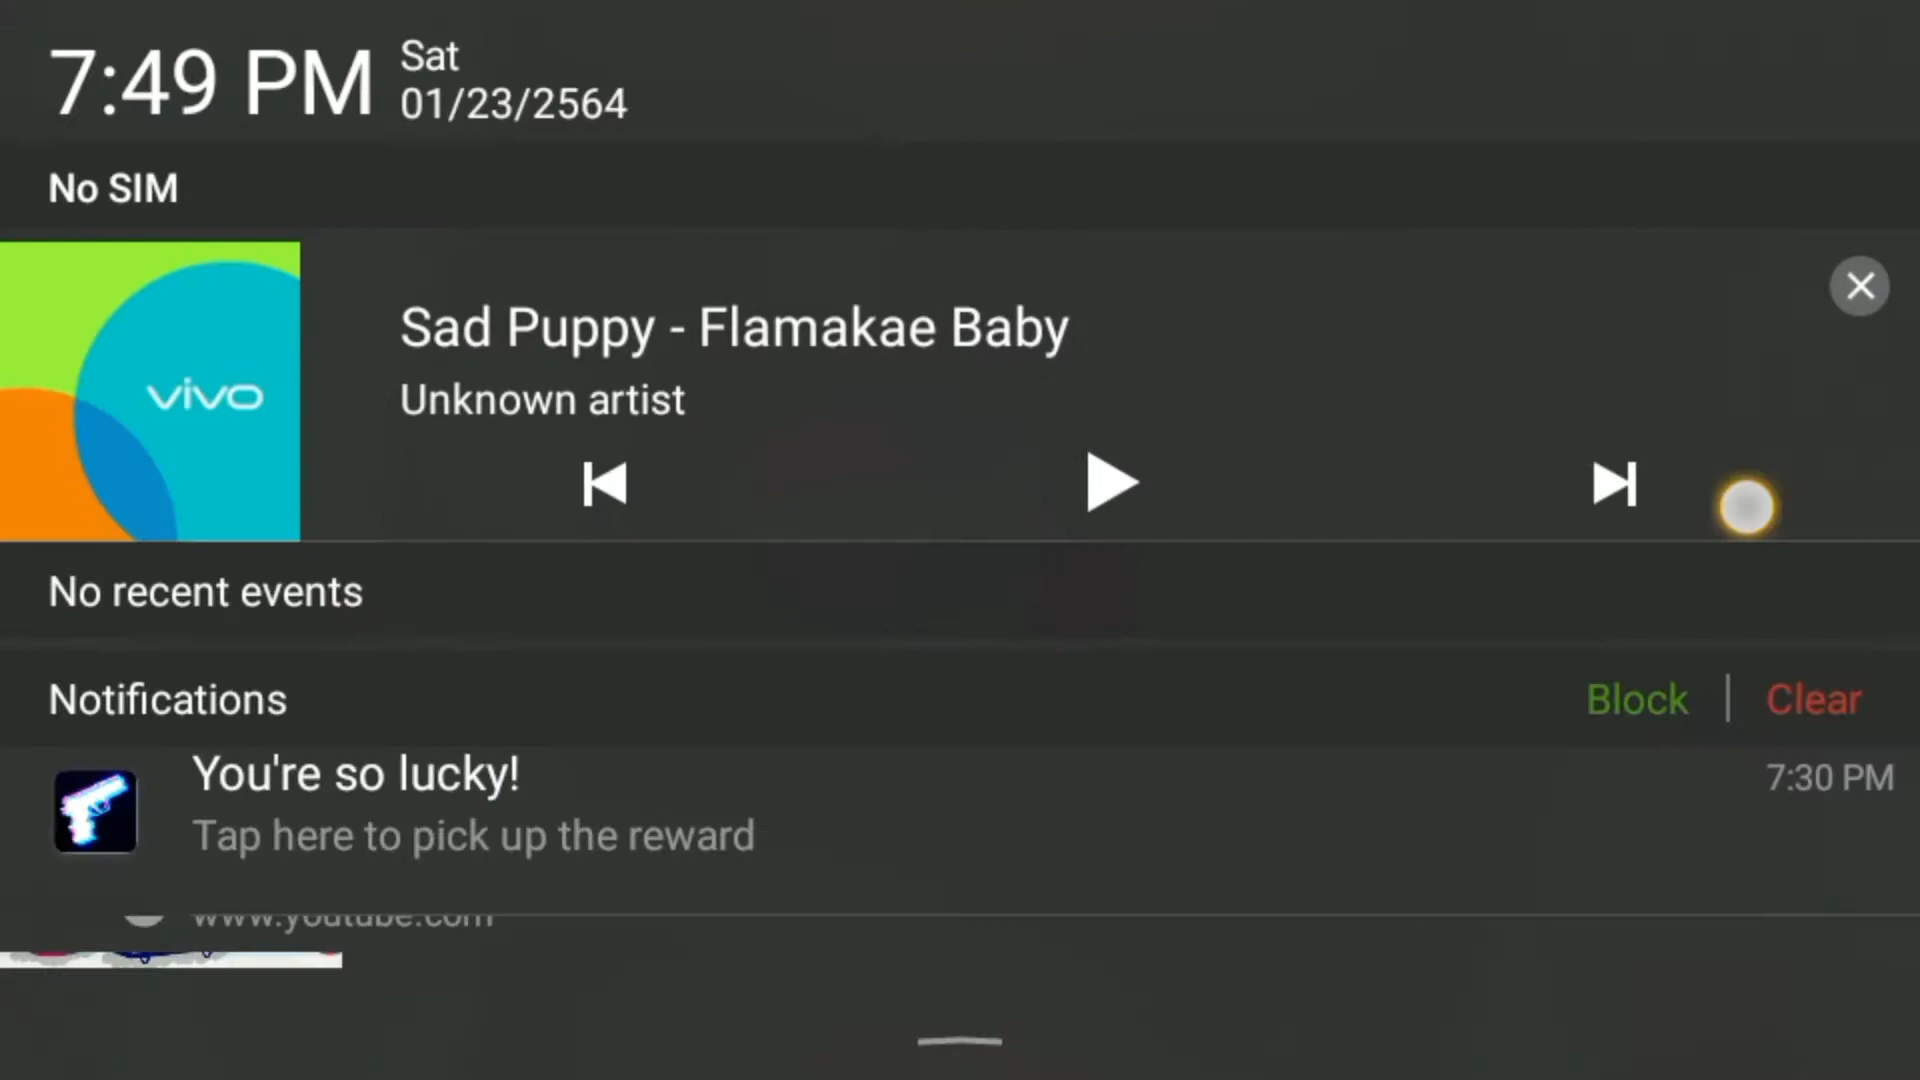 7:49 PM
Sat
01/23/2564
No SIM
vivo
Sad Puppy - Flamakae Baby
Unknown artist
No recent events
Notifications
Block | Clear
You're so lucky!
7:30 PM
Tap here to pick up the reward
www.youtube.com